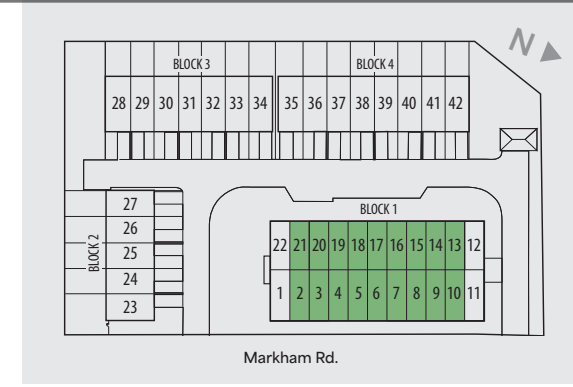 N
BLOCK 3 BLOCK 4
28 29 30 31 32 33 34 35 36 37 38 39 40 41 42
BLOCK 2
27
26
25
24
23
BLOCK 1
22 21 20 19 18 17 16 15 14 13 12
1 2 3 4 5 6 7 8 9 10 11
Markham Rd.